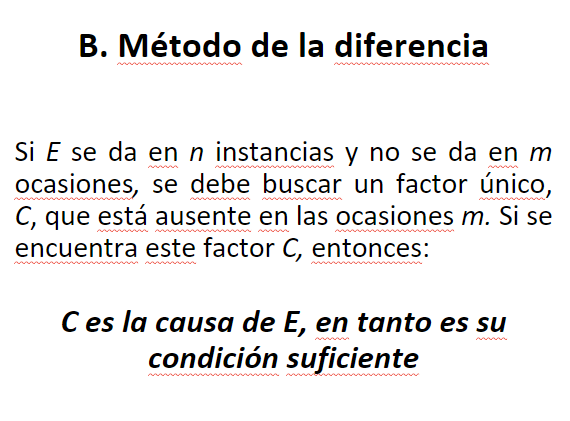 B. Método de la diferencia
Si E se da en n instancias y no se da en m
ocasiones, se debe buscar un factor único,
C, que está ausente en las ocasiones m. Si se
encuentra este factor C, entonces:
C es la causa de E, en tanto es su
condición suficiente